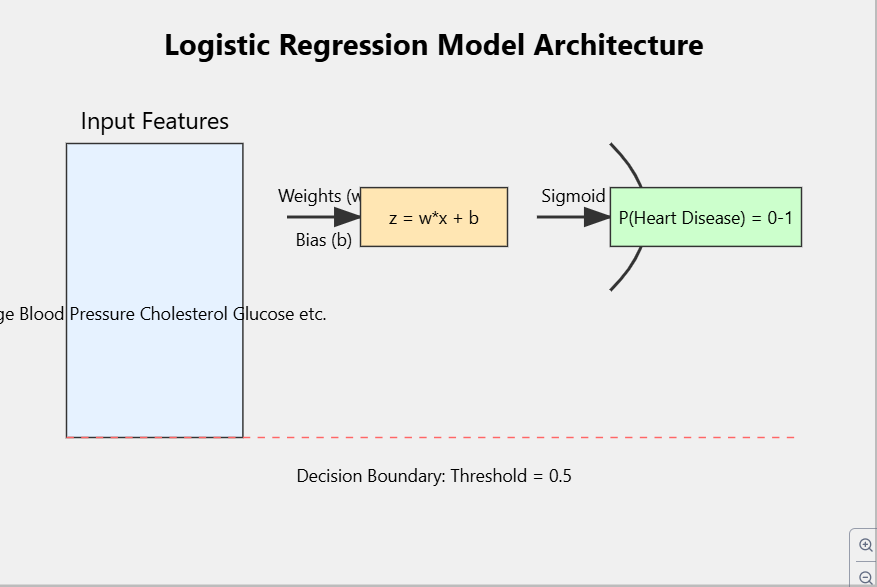 Logistic Regression Model Architecture
Input Features
Weights (w
Bias (b)
z = w*x + b
Sigmoid
P(Heart Disease) = 0-1
ge Blood Pressure Cholesterol Glucose etc.
Decision Boundary: Threshold = 0.5